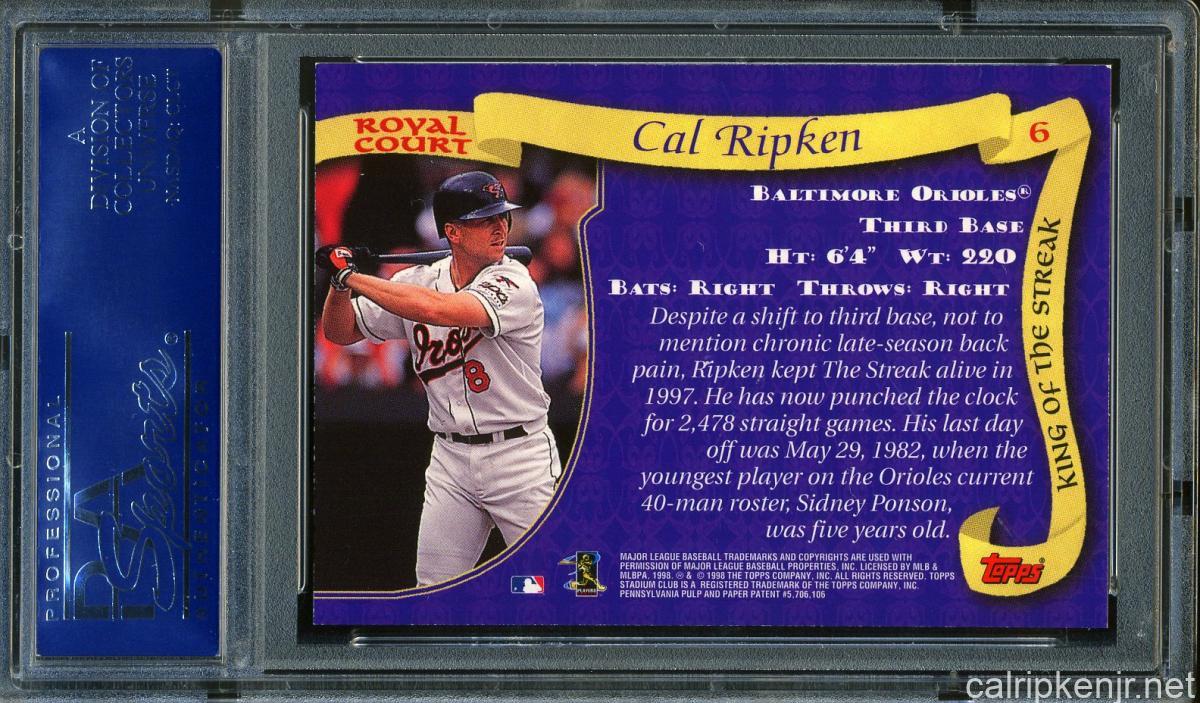 A
DIVISION OF
COLLECTORS
UNIVERSE
NASDAQ: CLCT
PROFESSIONAL
PSA
Sports
AUTHENTICATOR
ROYAL
COURT
Cal Ripken
6
BALTIMORE ORIOLES®
THIRD BASE
HT: 6'4" WT: 220
BATS: RIGHT THROWS: RIGHT
Despite a shift to third base, not to
mention chronic late-season back
pain, Ripken kept The Streak alive in
1997. He has now punched the clock
for 2,478 straight games. His last day
off was May 29, 1982, when the
youngest player on the Orioles current
40-man roster, Sidney Ponson,
was five years old.
KING OF THE STREAK
8
MAJOR LEAGUE BASEBALL TRADEMARKS AND COPYRIGHTS ARE USED WITH
PERMISSION OF MAJOR LEAGUE BASEBALL PROPERTIES, INC. LICENSED BY MLB &
MLBPA, 1998. ® & © 1998 THE TOPPS COMPANY, INC. ALL RIGHTS RESERVED. TOPPS
STADIUM CLUB IS A REGISTERED TRADEMARK OF THE TOPPS COMPANY, INC.
PENNSYLVANIA PULP AND PAPER PATENT #5,706,106
Topps®
calripkenjr.net